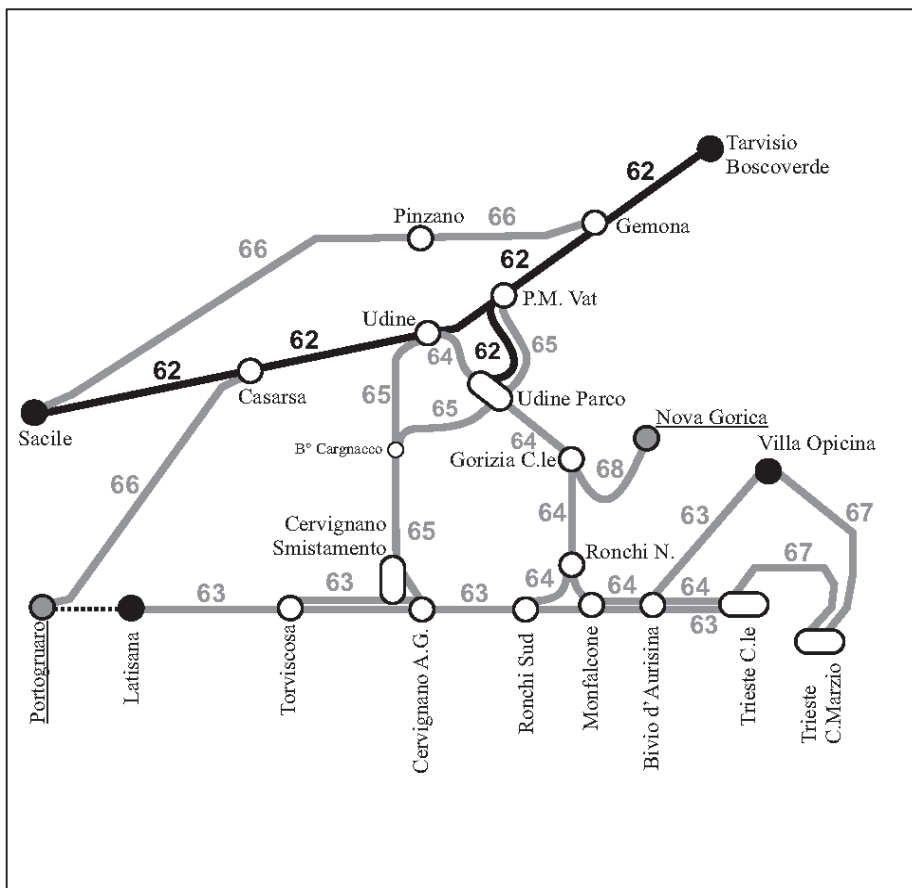 Tarvisio
Boscoverde
62
66
Pinzano
66
Gemona
62
P.M. Vat
Udine
64
62
65
62
62
Casarsa
65
65
Udine Parco
Sacile
64
Nova Gorica
B° Cargnacco
Gorizia C.le
68
Villa Opicina
66
64
63
67
Cervignano
Smistamento
65
Ronchi N.
67
63
63
63
64
64
64
63
Portogruaro
Latisana
Torviscosa
Cervignano A.G.
Ronchi Sud
Monfalcone
Bivio d'Aurisina
Trieste C.le
Trieste
C.Marzio